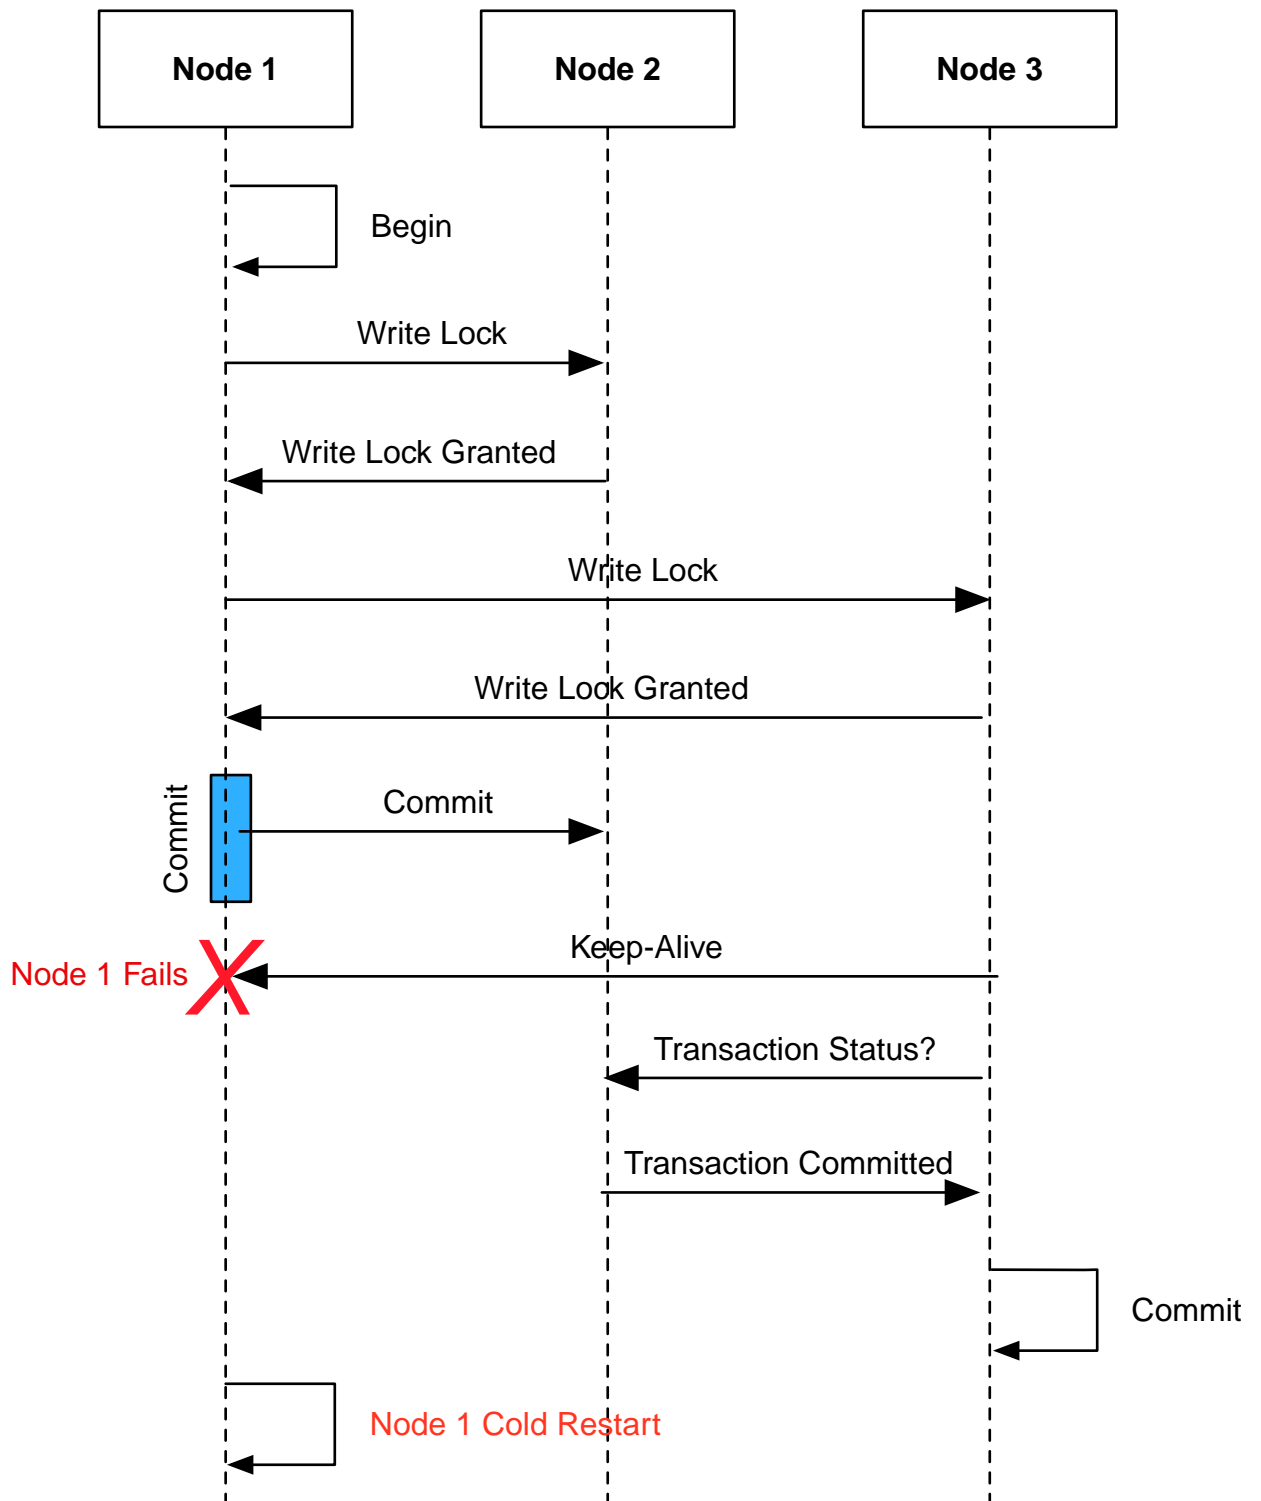 Node 1
Node 2
Node 3
Begin
Write Lock
Write Lock Granted
Write Lock
Write Lock Granted
Commit
Commit
Keep-Alive
Node 1 Fails
Transaction Status?
Transaction Committed
Commit
Node 1 Cold Restart